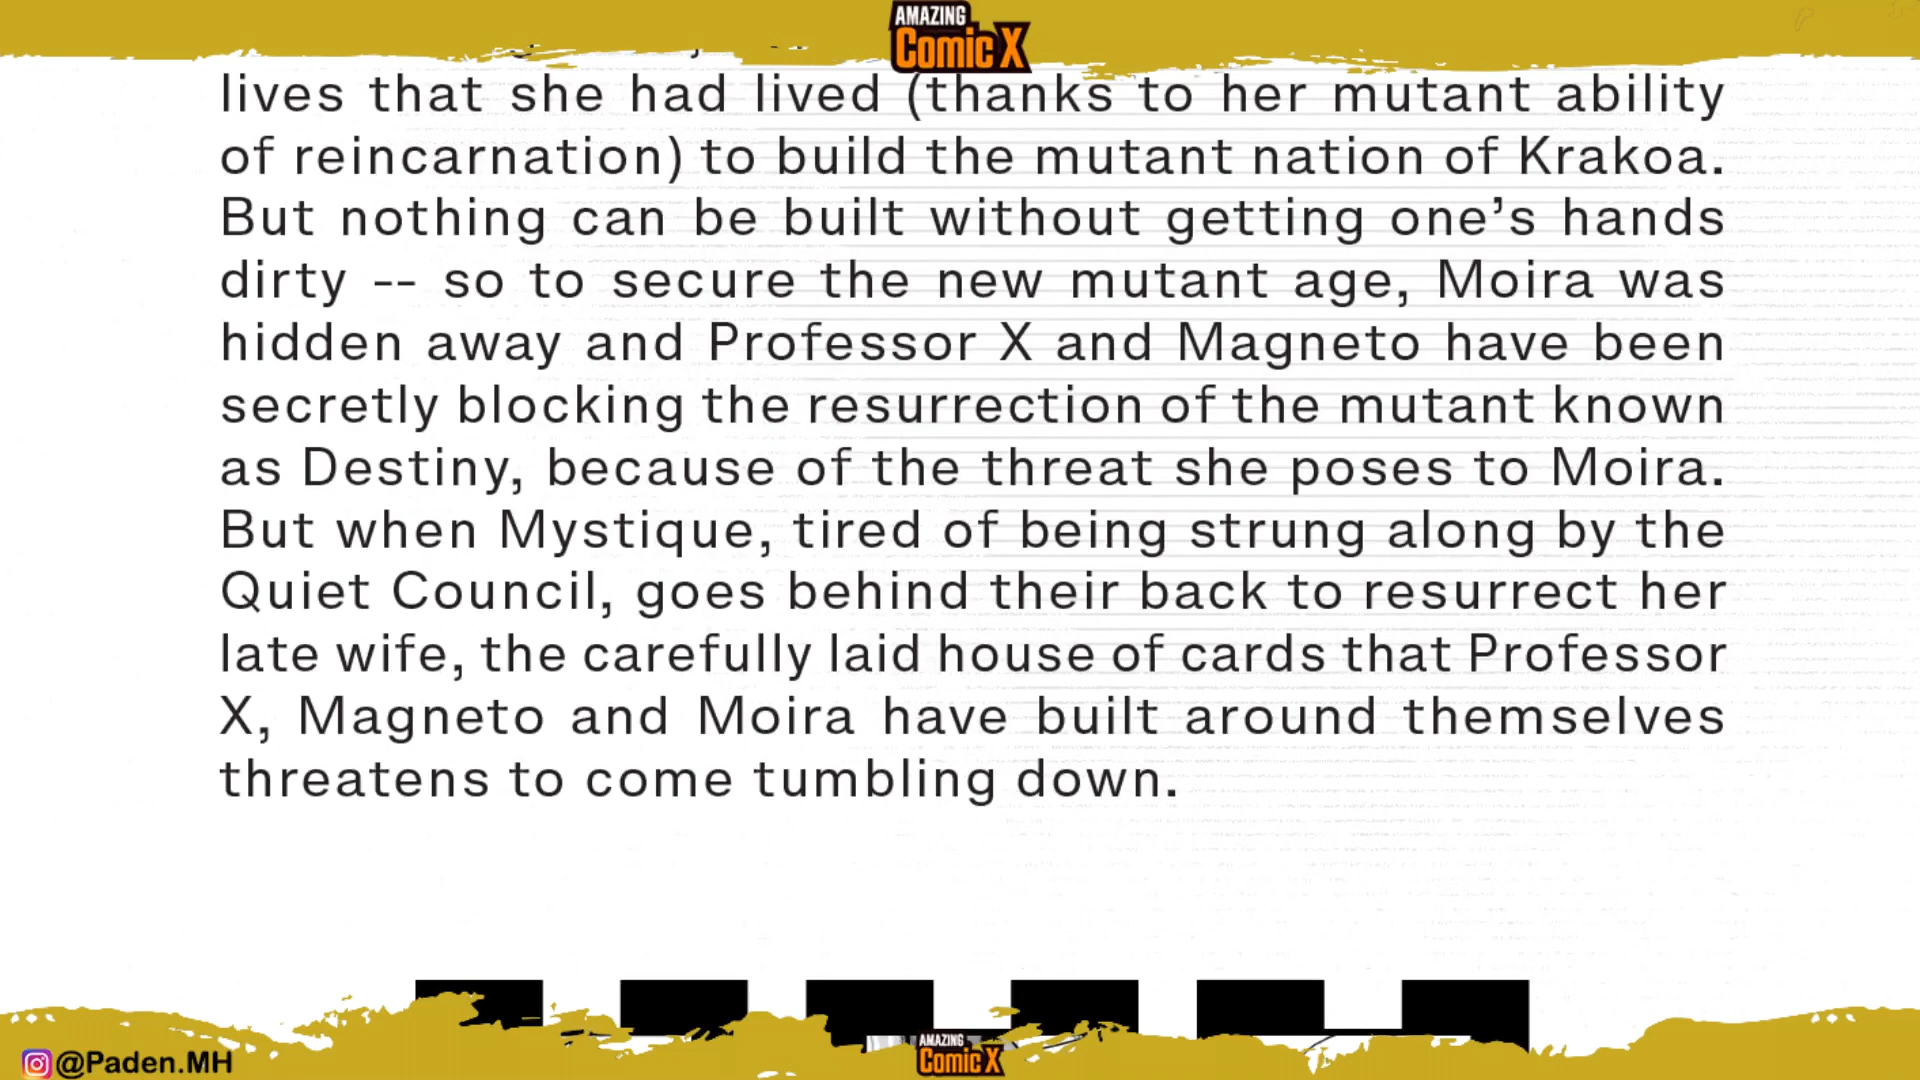 AMAZING
Comic X
lives that she had lived (thanks to her mutant ability
of reincarnation) to build the mutant nation of Krakoa.
But nothing can be built without getting one’s hands
dirty -- so to secure the new mutant age, Moira was
hidden away and Professor X and Magneto have been
secretly blocking the resurrection of the mutant known
as Destiny, because of the threat she poses to Moira.
But when Mystique, tired of being strung along by the
Quiet Council, goes behind their back to resurrect her
late wife, the carefully laid house of cards that Professor
X, Magneto and Moira have built around themselves
threatens to come tumbling down.
AMAZING
Comic X
@Paden.MH